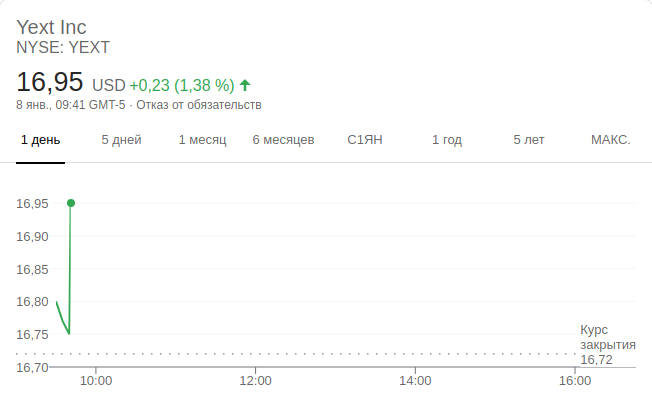 Yext Inc
NYSE: YEXT
16,95 USD +0,23 (1,38 %)
8 янв., 09:41 GMT-5 · Отказ от обязательств
1 день 5 дней 1 месяц 6 месяцев С1ЯН 1 год 5 лет МАКС.
16,95
16,90
16,85
16,80
16,75
16,70
Курс
закрытия
16,72
10:00 12:00 14:00 16:00